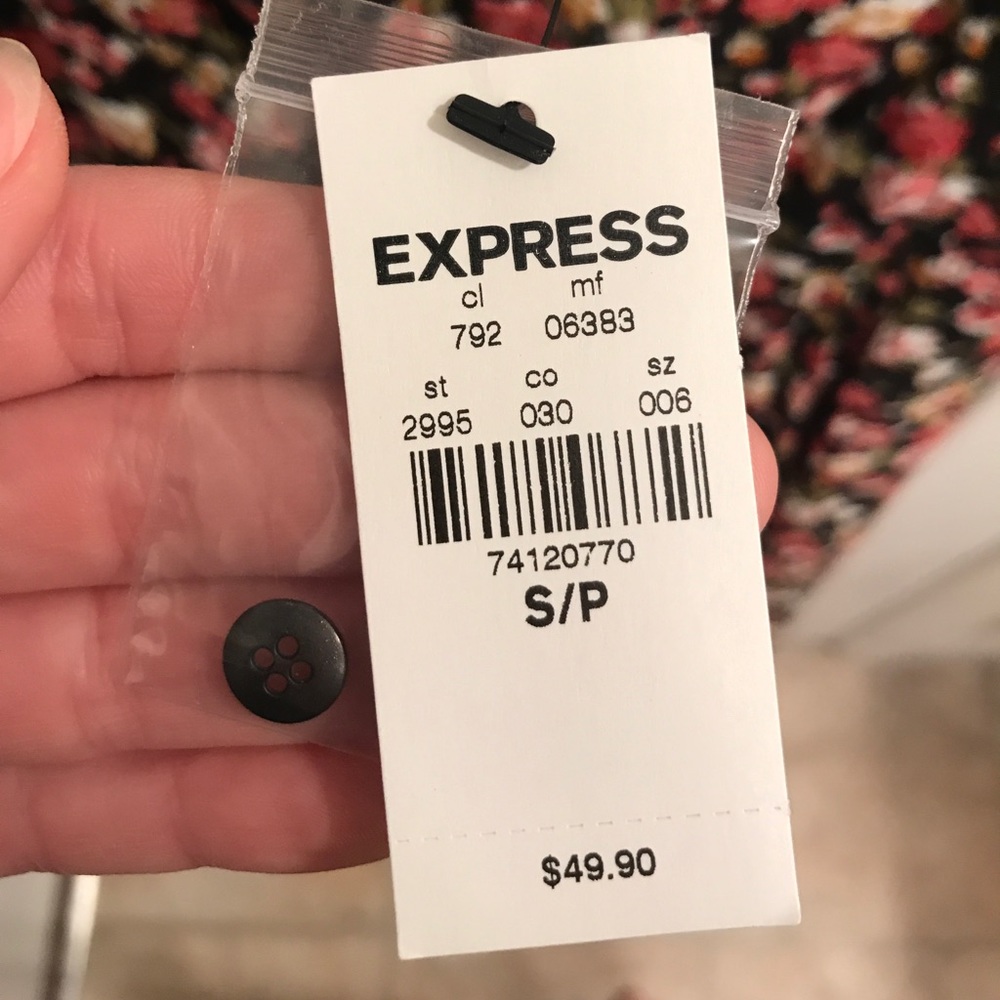 EXPRESS
cl mf
792 06383
st co sz
2995 030 006
74120770
S/P
$49.90